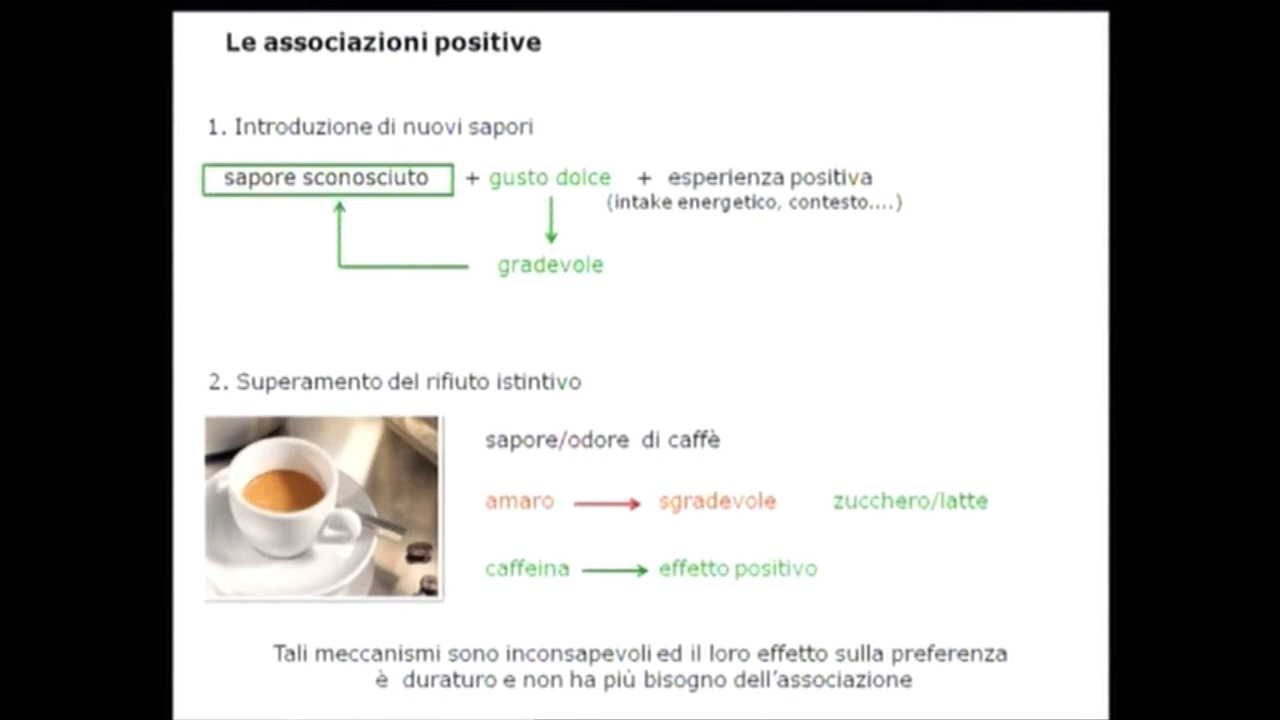 Le associazioni positive
1. Introduzione di nuovi sapori
sapore sconosciuto + gusto dolce + esperienza positiva
(intake energetico, contesto....)
gradevole
2. Superamento del rifiuto istintivo
sapore/odore di caffè
amaro sgradevole zucchero/latte
caffeina effetto positivo
Tali meccanismi sono inconsapevoli ed il loro effetto sulla preferenza
è duraturo e non ha più bisogno dell'associazione